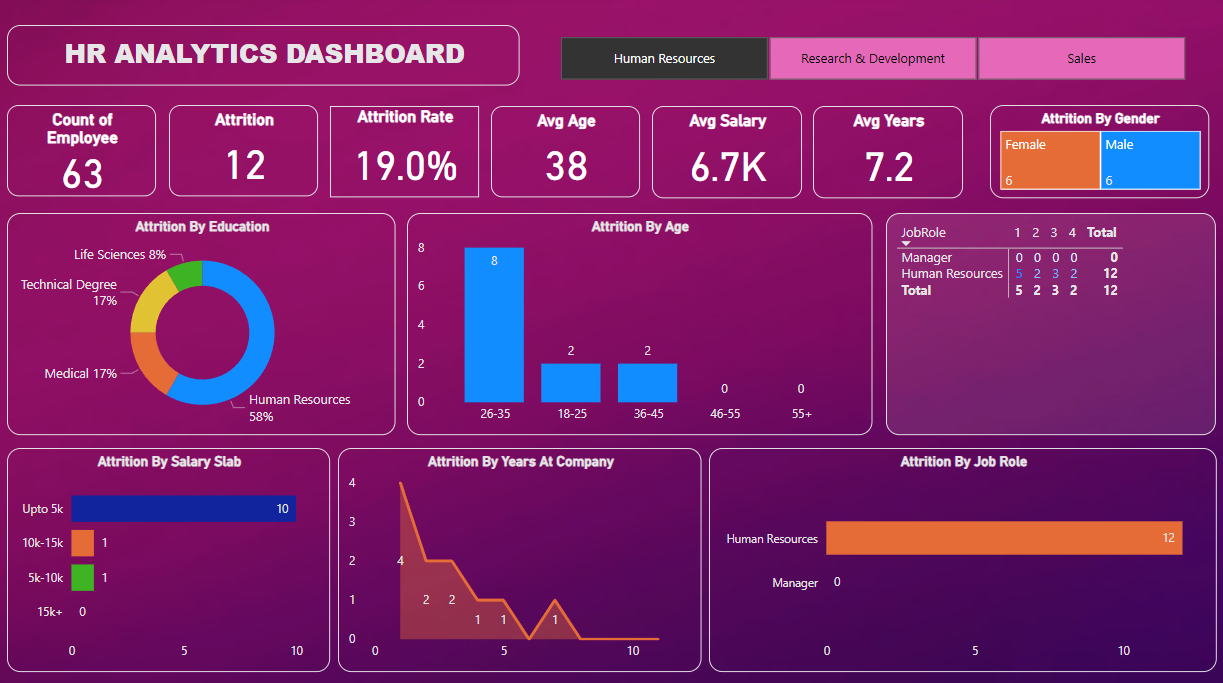 HR ANALYTICS DASHBOARD
Human Resources
Research & Development
Sales
Count of
Employee
63
Attrition
12
Attrition Rate
19.0%
Avg Age
38
Avg Salary
6.7K
Avg Years
7.2
Attrition By Gender
Female
6
Male
6
Attrition By Education
Life Sciences 8%
Technical Degree
17%
Medical 17%
Human Resources
58%
Attrition By Age
8
6
4
2
0
8
2
2
0
0
26-35
18-25
36-45
46-55
55+
JobRole 1 2 3 4 Total
Manager 0 0 0 0 0
Human Resources 5 2 3 2 12
Total 5 2 3 2 12
Attrition By Salary Slab
Upto 5k 10
10k-15k 1
5k-10k 1
15k+ 0
0 5 10
Attrition By Years At Company
4
3
2
1
0
4
2
2
1
1
1
0 5 10
Attrition By Job Role
Human Resources 12
Manager 0
0 5 10